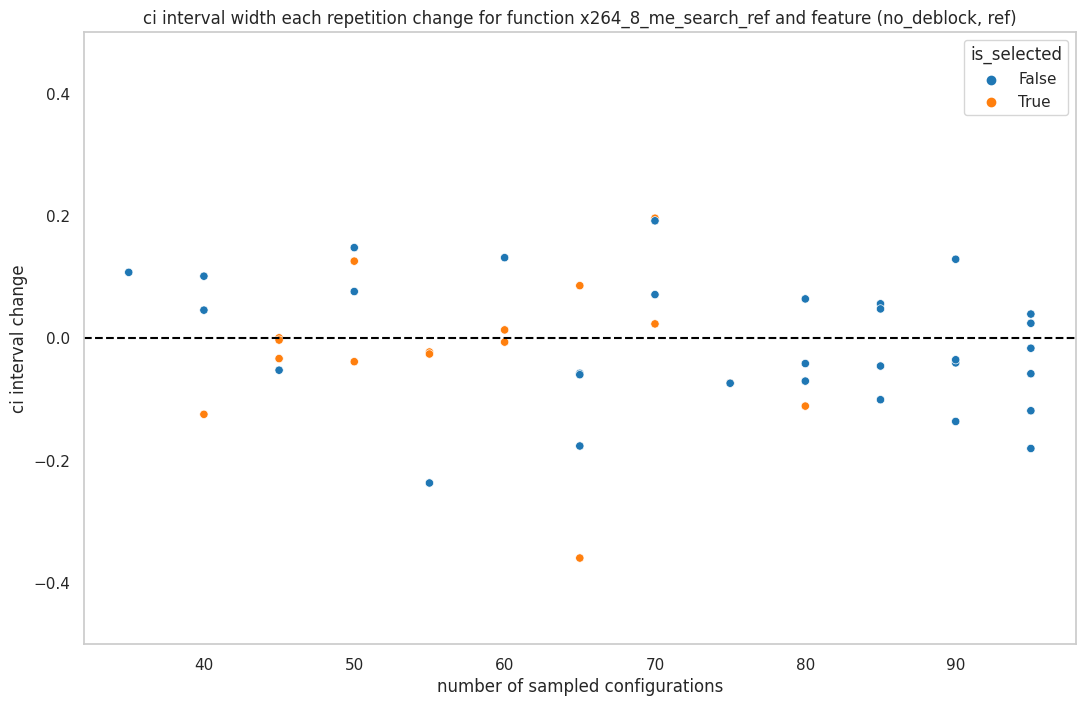 ci interval width each repetition change for function x264_8_me_search_ref and feature (no_deblock, ref)
is_selected
False
True
ci interval change
0.4
0.2
0.0
−0.2
−0.4
40 50 60 70 80 90
number of sampled configurations